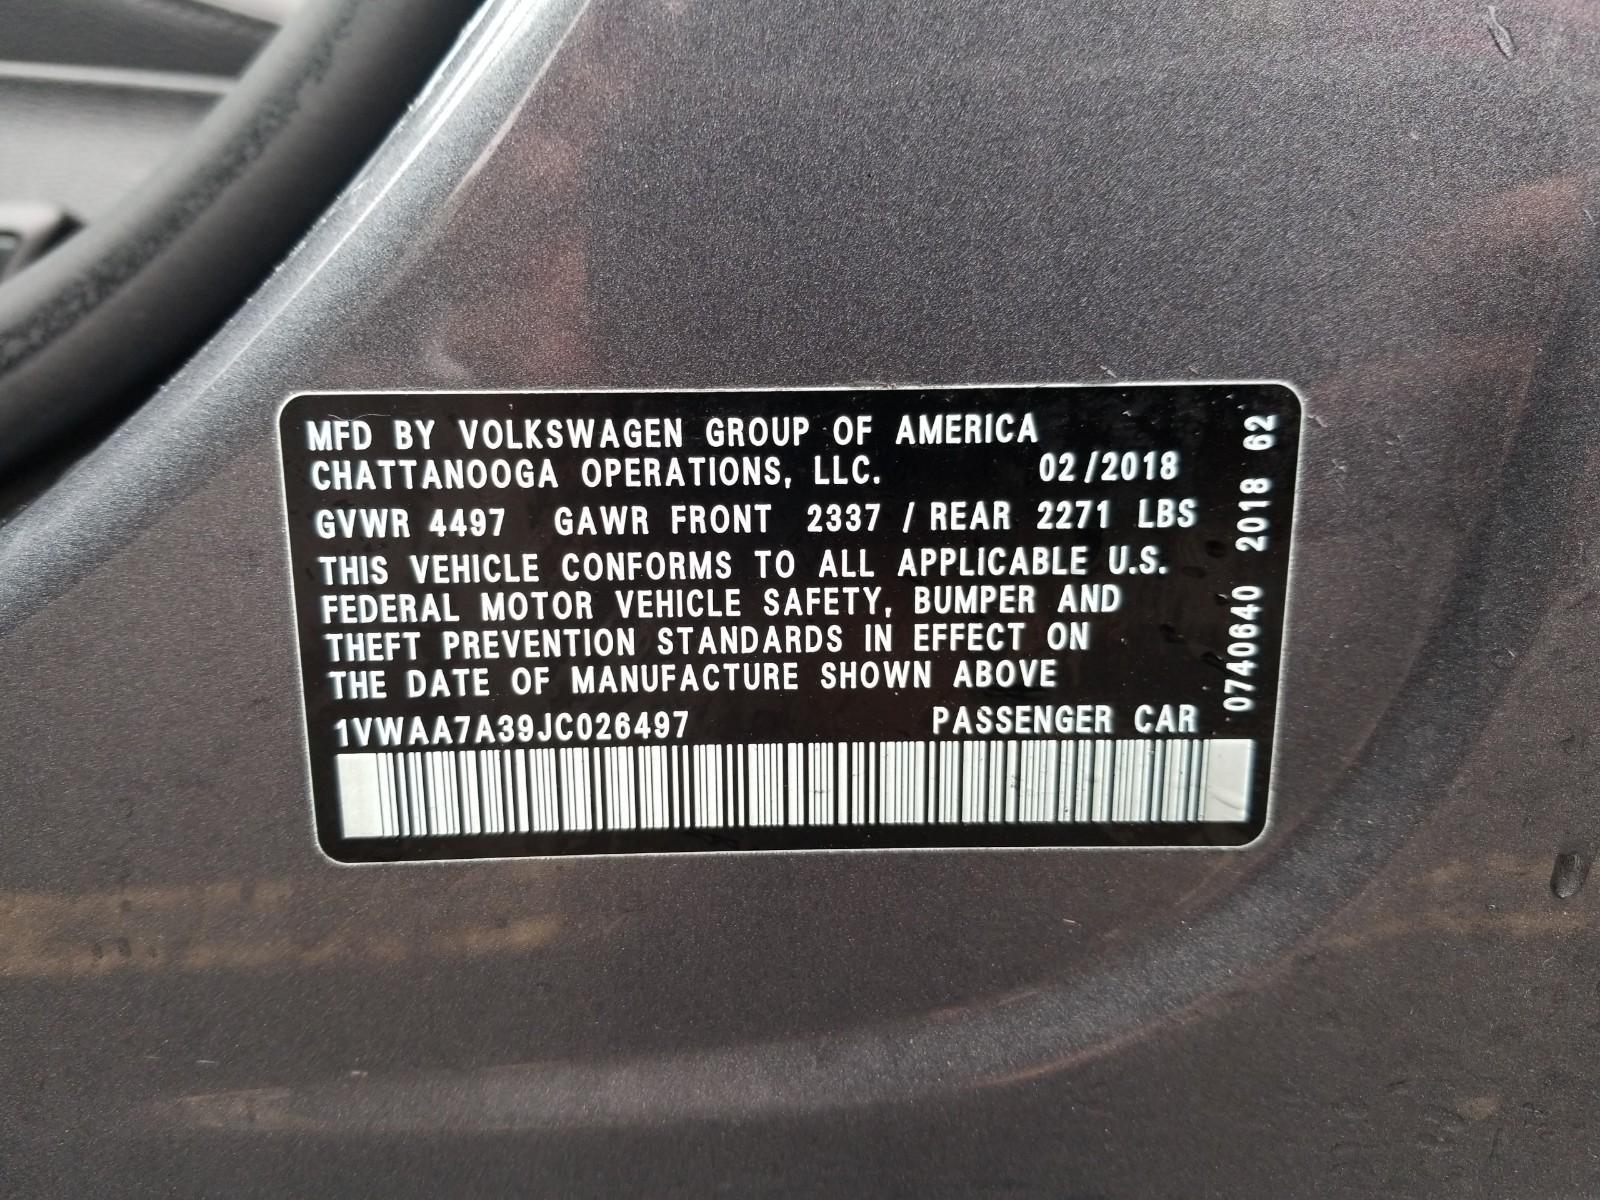 MFD BY VOLKSWAGEN GROUP OF AMERICA
CHATTANOOGA OPERATIONS, LLC. 02/2018
GVWR 4497 GAWR FRONT 2337 / REAR 2271 LBS
THIS VEHICLE CONFORMS TO ALL APPLICABLE U.S.
FEDERAL MOTOR VEHICLE SAFETY, BUMPER AND
THEFT PREVENTION STANDARDS IN EFFECT ON
THE DATE OF MANUFACTURE SHOWN ABOVE
1VWAA7A39JC026497 PASSENGER CAR
0740640 2018 62